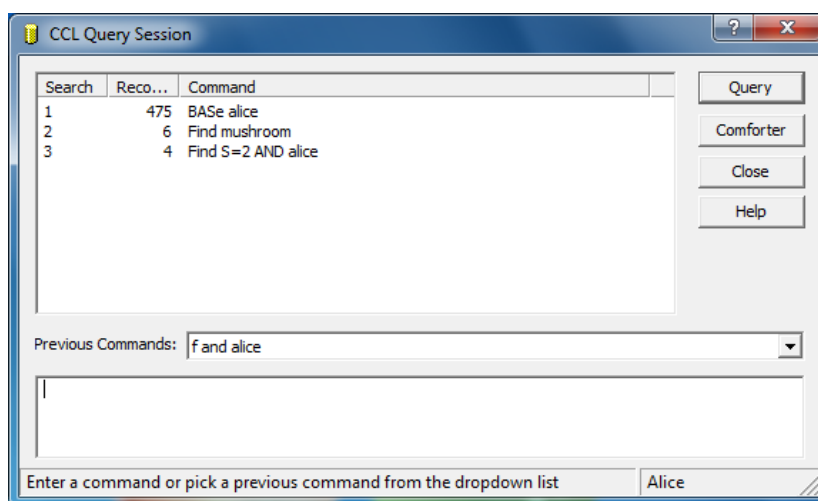 CCL Query Session
?
X
Search Reco... Command
1 475 BASe alice
2 6 Find mushroom
3 4 Find S=2 AND alice
Query
Comforter
Close
Help
Previous Commands: f and alice
Enter a command or pick a previous command from the dropdown list Alice